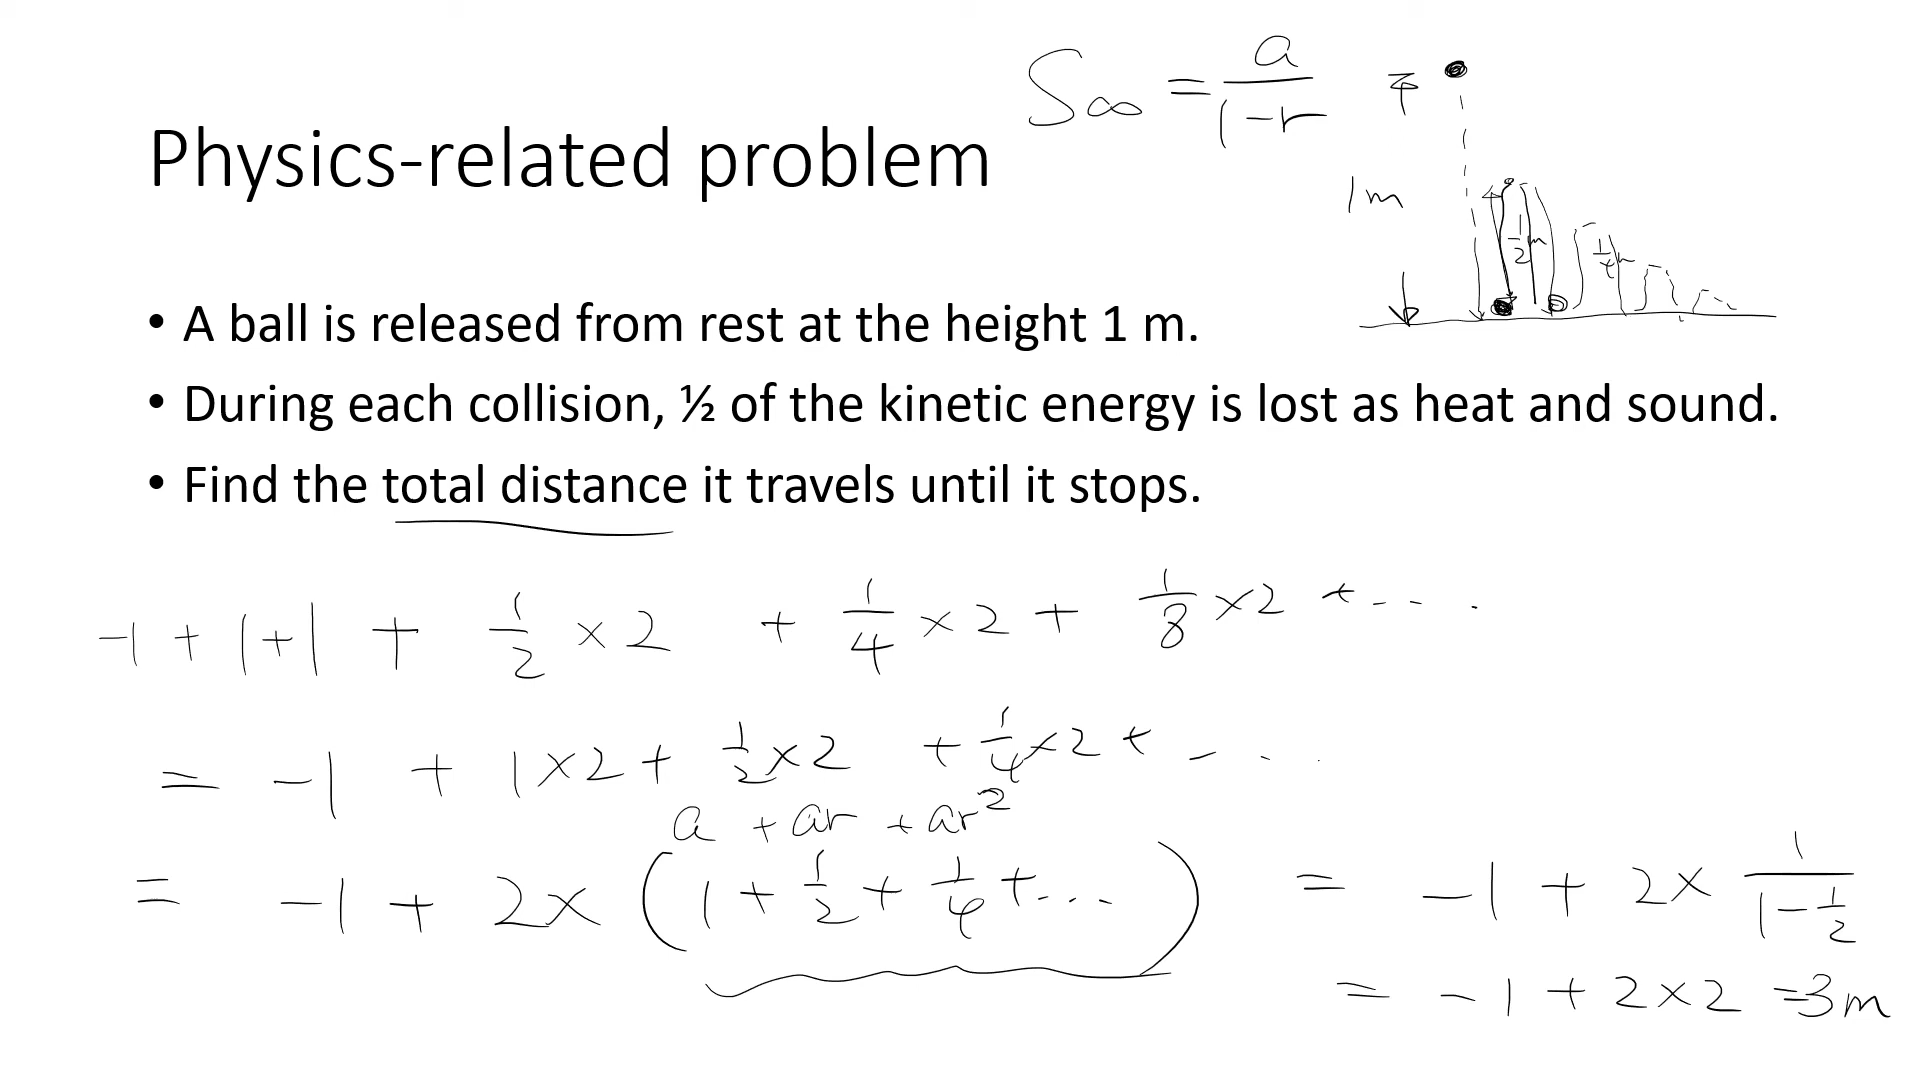 S∞ = a/(1-r)
Physics-related problem
1m
1/2 m
1/4 m
• A ball is released from rest at the height 1 m.
• During each collision, ½ of the kinetic energy is lost as heat and sound.
• Find the total distance it travels until it stops.
-1 + 1+1 + 1/2 ×2 + 1/4 ×2 + 1/8 ×2 + ....
= -1 + 1×2 + 1/2×2 + 1/4×2 + ....
a + ar + ar²
= -1 + 2× (1 + 1/2 + 1/4 + ...) = -1 + 2× 1/(1-1/2)
= -1 + 2×2 =3m